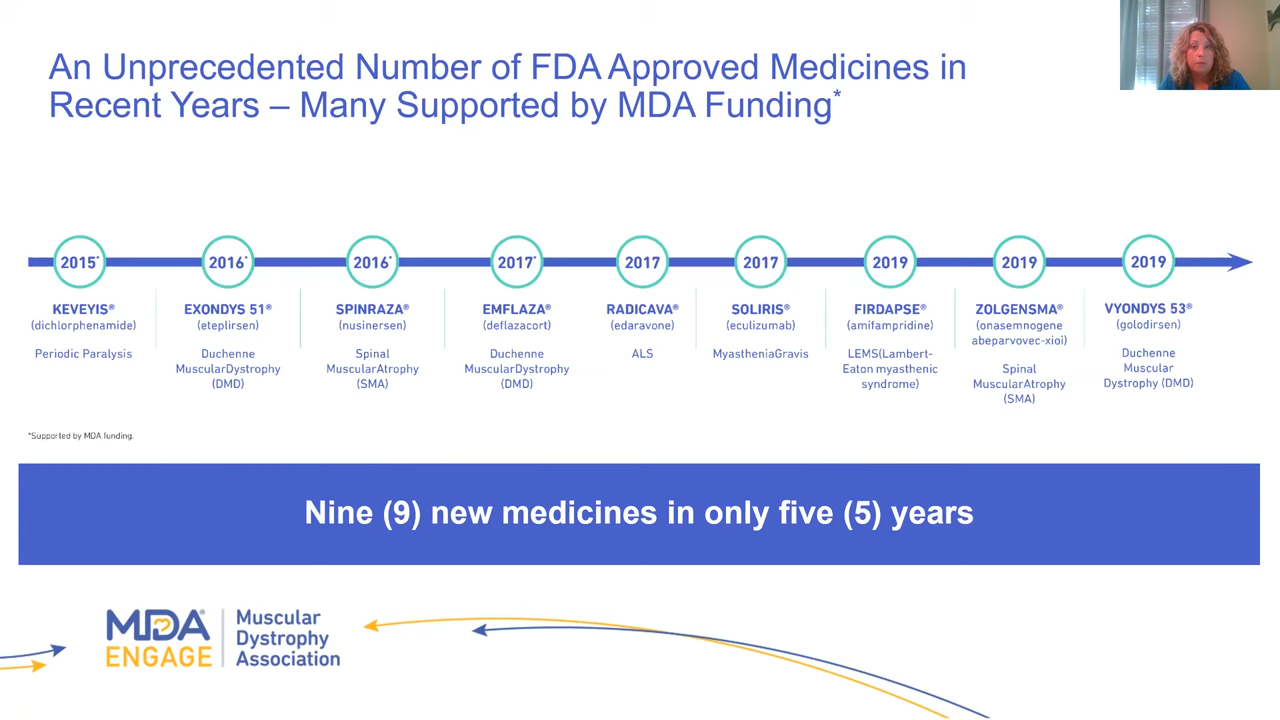 An Unprecedented Number of FDA Approved Medicines in
Recent Years – Many Supported by MDA Funding*
2015*
KEVEYIS®
(dichlorphenamide)
Periodic Paralysis
2016*
EXONDYS 51®
(eteplirsen)
Duchenne
MuscularDystrophy
(DMD)
2016*
SPINRAZA®
(nusinersen)
Spinal
MuscularAtrophy
(SMA)
2017*
EMFLAZA®
(deflazacort)
Duchenne
MuscularDystrophy
(DMD)
2017
RADICAVA®
(edaravone)
ALS
2017
SOLIRIS®
(eculizumab)
MyastheniaGravis
2019
FIRDAPSE®
(amifampridine)
LEMS(Lambert-
Eaton myasthenic
syndrome)
2019
ZOLGENSMA®
(onasemnogene
abeparvovec-xioi)
Spinal
MuscularAtrophy
(SMA)
2019
VYONDYS 53®
(golodirsen)
Duchenne
Muscular
Dystrophy (DMD)
*Supported by MDA funding.
Nine (9) new medicines in only five (5) years
MDA®
ENGAGE
Muscular
Dystrophy
Association